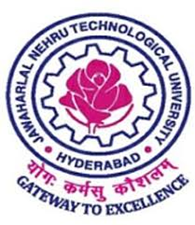 JAWAHARLAL NEHRU TECHNOLOGICAL UNIVERSITY
• HYDERABAD •
योगः कर्मसु कौशलम्
GATEWAY TO EXCELLENCE